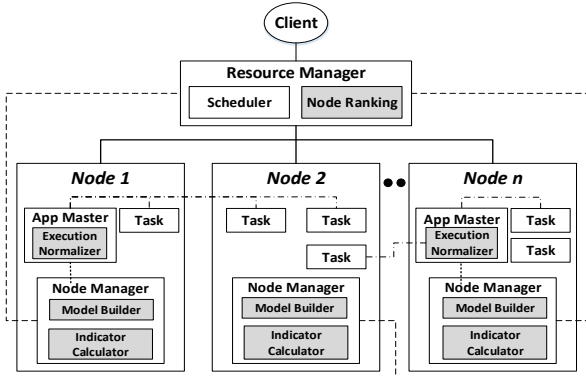 Client
Resource Manager
Scheduler
Node Ranking
Node 1
Node 2
Node n
App Master
Execution
Normalizer
Task
Task
Task
Task
App Master
Execution
Normalizer
Task
Task
Node Manager
Model Builder
Indicator
Calculator
Node Manager
Model Builder
Indicator
Calculator
Node Manager
Model Builder
Indicator
Calculator